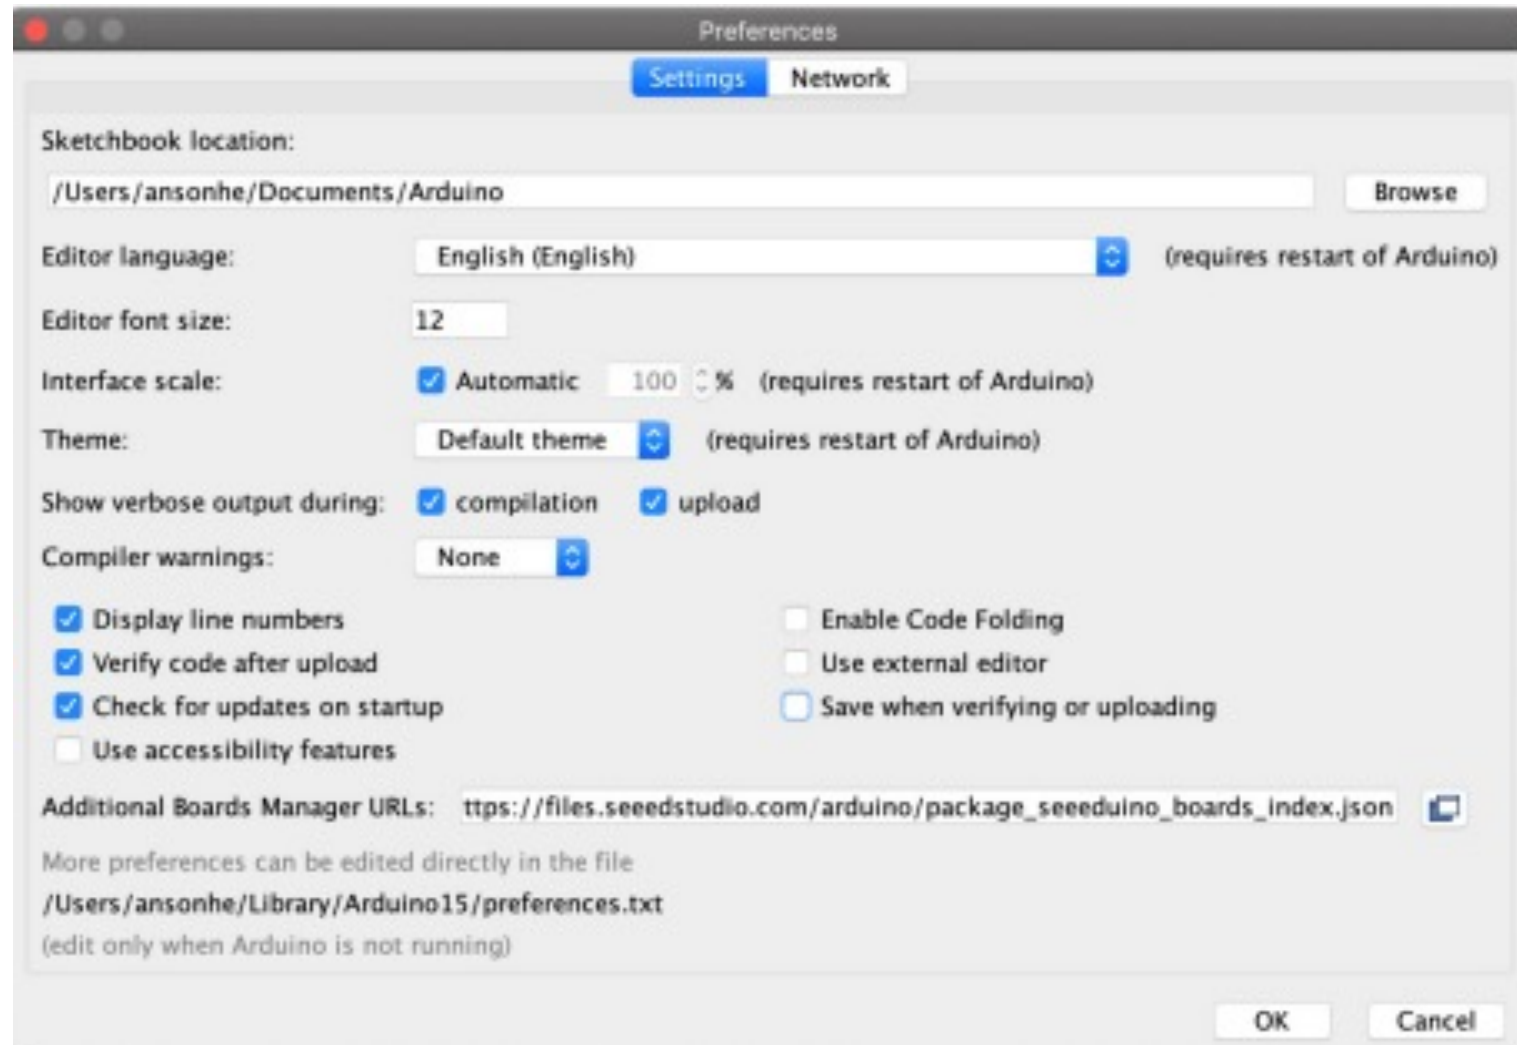 Preferences
Settings Network
Sketchbook location:
/Users/ansonhe/Documents/Arduino Browse
Editor language: English (English) (requires restart of Arduino)
Editor font size: 12
Interface scale: Automatic 100 % (requires restart of Arduino)
Theme: Default theme (requires restart of Arduino)
Show verbose output during: compilation upload
Compiler warnings: None
Display line numbers Enable Code Folding
Verify code after upload Use external editor
Check for updates on startup Save when verifying or uploading
Use accessibility features
Additional Boards Manager URLs: ttps://files.seeedstudio.com/arduino/package_seeeduino_boards_index.json
More preferences can be edited directly in the file
/Users/ansonhe/Library/Arduino15/preferences.txt
(edit only when Arduino is not running)
OK Cancel